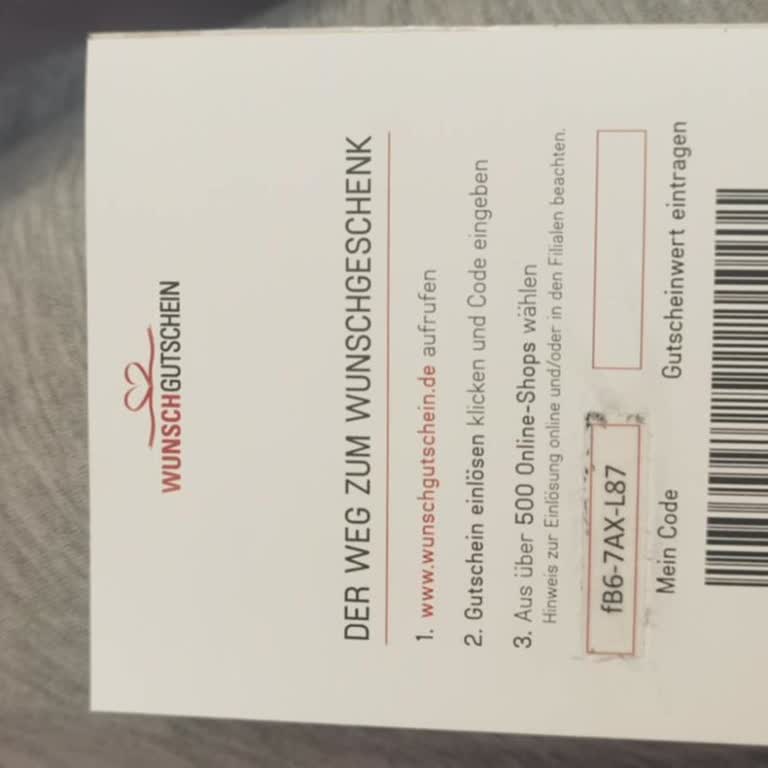 WUNSCHGUTSCHEIN
DER WEG ZUM WUNSCHGESCHENK
1. www.wunschgutschein.de aufrufen
2. Gutschein einlösen klicken und Code eingeben
3. Aus über 500 Online-Shops wählen
Hinweis zur Einlösung online und/oder in den Filialen beachten.
fB6-7AX-L87
Mein Code
Gutscheinwert eintragen